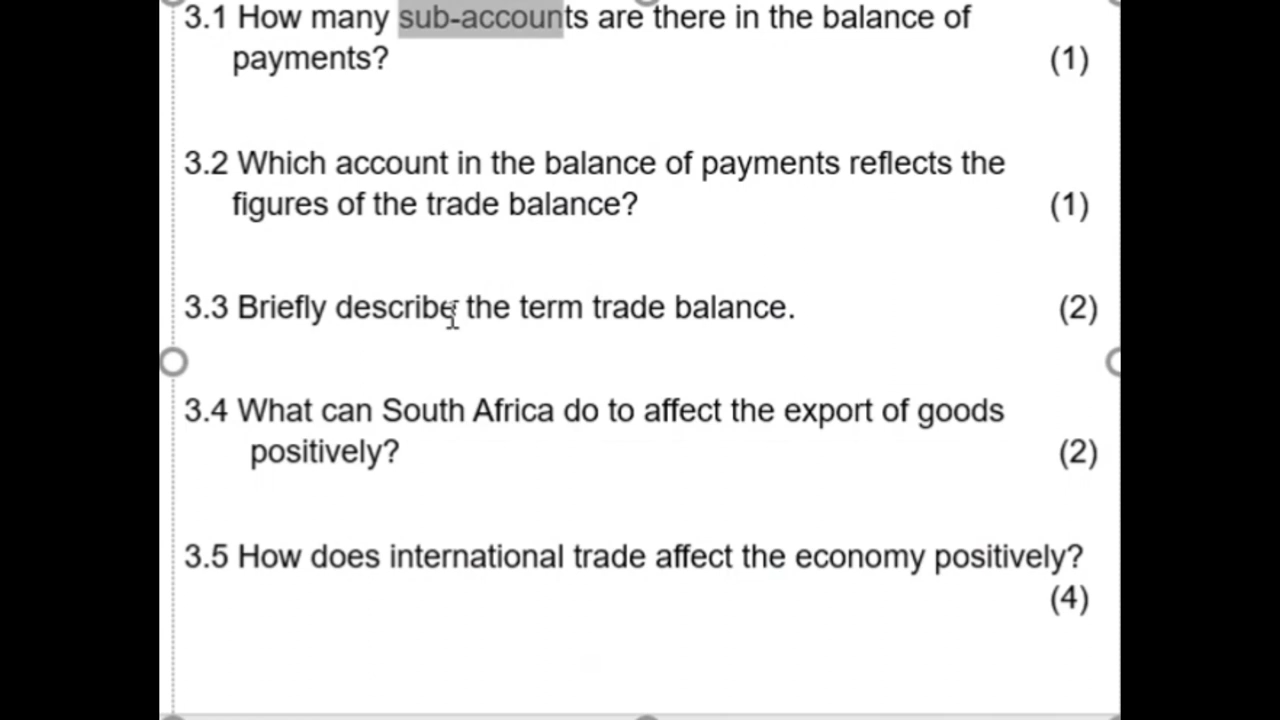 3.1 How many sub-accounts are there in the balance of
payments? (1)
3.2 Which account in the balance of payments reflects the
figures of the trade balance? (1)
3.3 Briefly describe the term trade balance. (2)
3.4 What can South Africa do to affect the export of goods
positively? (2)
3.5 How does international trade affect the economy positively?
(4)